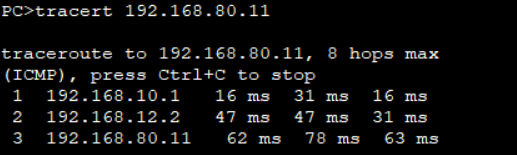 PC>tracert 192.168.80.11
traceroute to 192.168.80.11, 8 hops max
(ICMP), press Ctrl+C to stop
1 192.168.10.1 16 ms 31 ms 16 ms
2 192.168.12.2 47 ms 47 ms 31 ms
3 192.168.80.11 62 ms 78 ms 63 ms